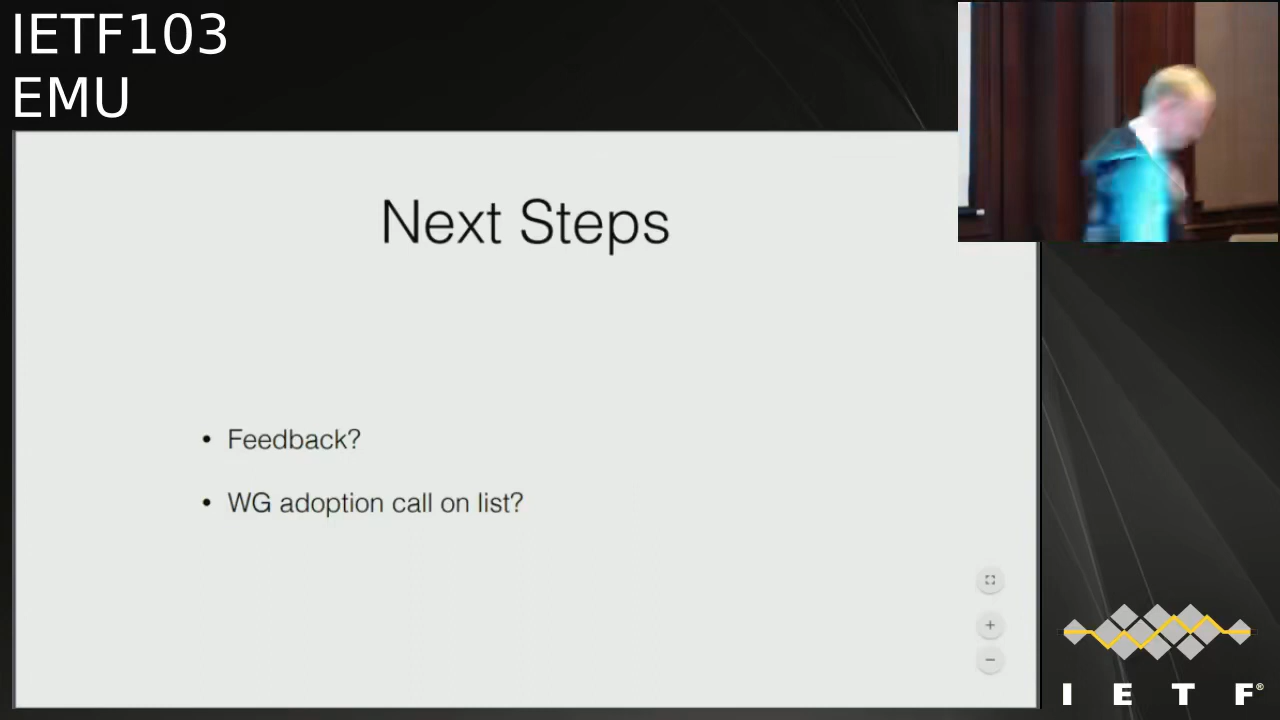 IETF103
EMU
Next Steps
• Feedback?
• WG adoption call on list?
I E T F®